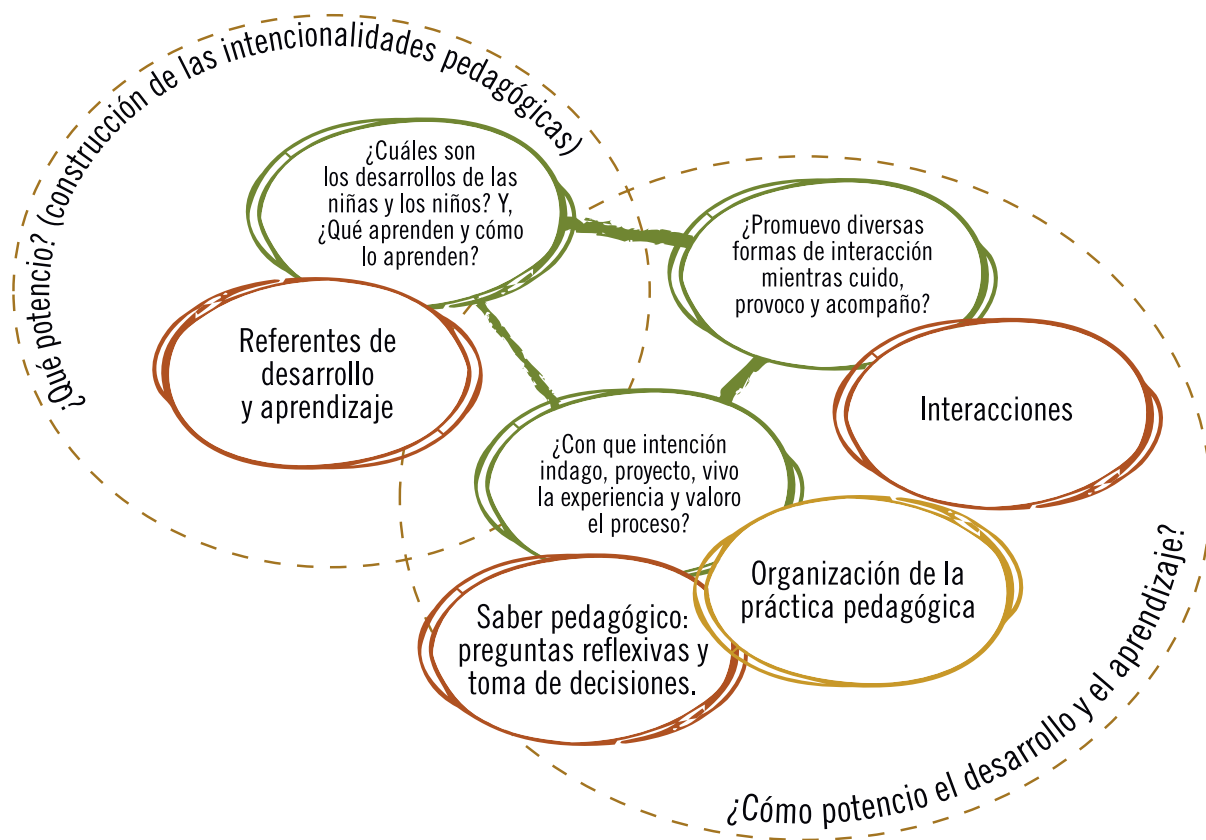 ¿Qué potencio? (construcción de las intencionalidades pedagógicas)
¿Cuáles son
los desarrollos de las
niñas y los niños? Y,
¿Qué aprenden y cómo
lo aprenden?
Referentes de
desarrollo
y aprendizaje
¿Promuevo diversas
formas de interacción
mientras cuido,
provoco y acompaño?
Interacciones
¿Con que intención
indago, proyecto, vivo
la experiencia y valoro
el proceso?
Organización de la
práctica pedagógica
Saber pedagógico:
preguntas reflexivas y
toma de decisiones.
¿Cómo potencio el desarrollo y el aprendizaje?